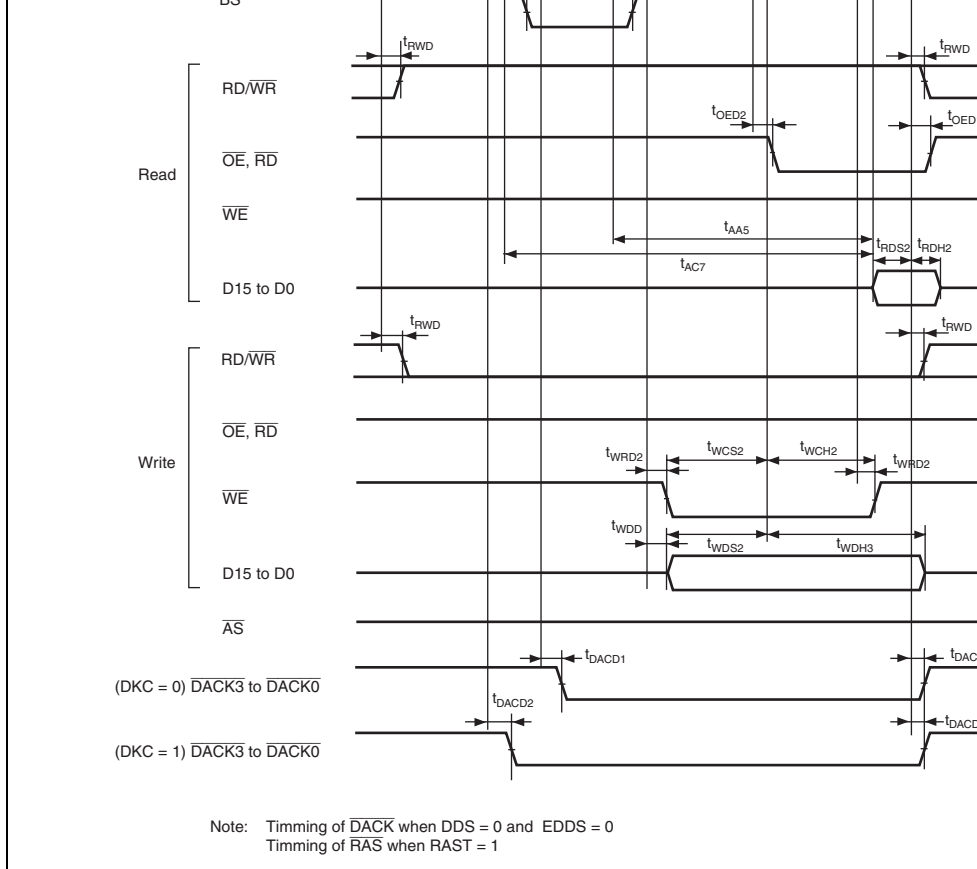 BS
tRWD
tRWD
RD/WR
tOED2
tOED
OE, RD
Read
WE
tAA5
tRDS2 tRDH2
tAC7
D15 to D0
tRWD
tRWD
RD/WR
OE, RD
Write
tWRD2
tWCS2
tWCH2
tWRD2
WE
tWDD
tWDS2
tWDH3
D15 to D0
AS
tDACD1
tDAC
(DKC = 0) DACK3 to DACK0
tDACD2
tDACD
(DKC = 1) DACK3 to DACK0
Note: Timming of DACK when DDS = 0 and EDDS = 0
Timming of RAS when RAST = 1